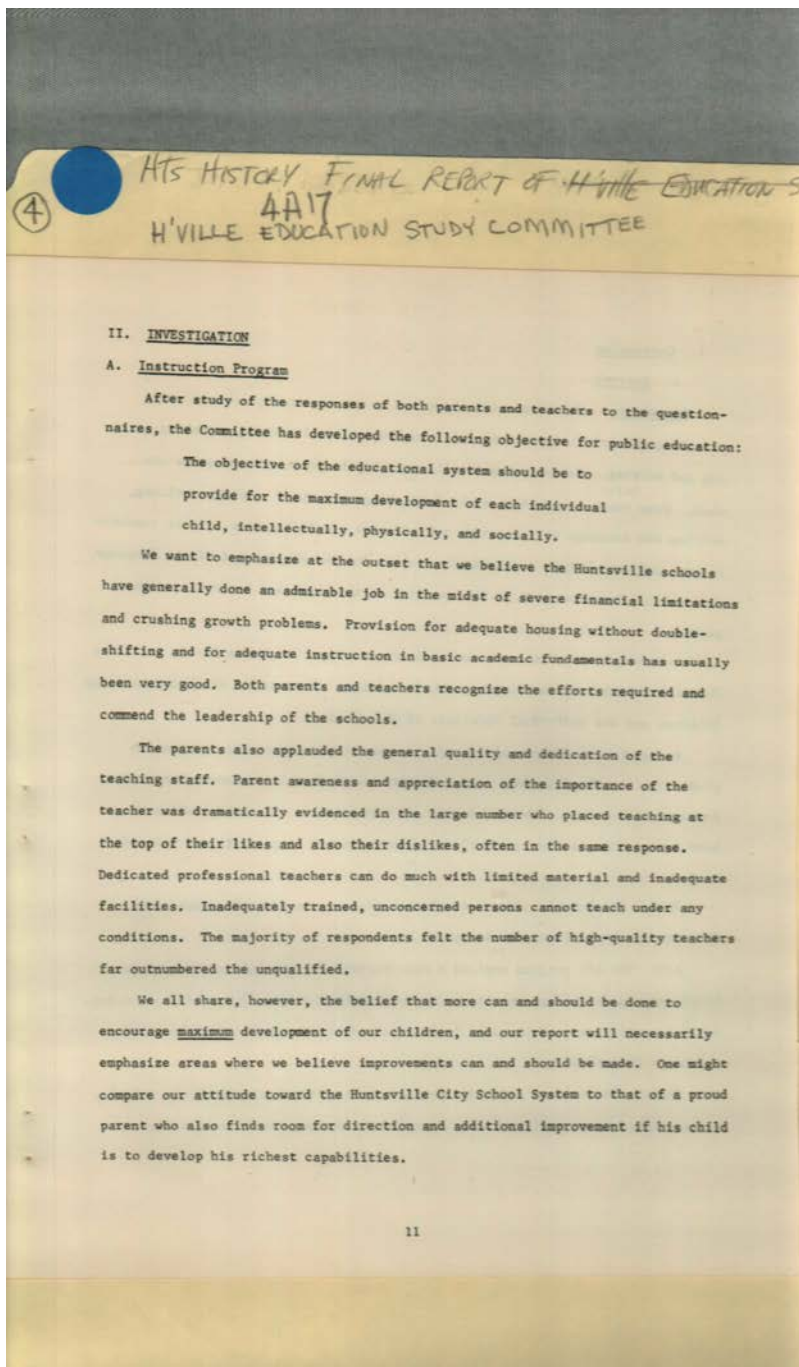 HTS HISTORY FINAL REPORT OF H'ville EDUCATION S
4
4A17
H'VILLE EDUCATION STUDY COMMITTEE
II. INVESTIGATION
A. Instruction Program
After study of the responses of both parents and teachers to the question-
naires, the Committee has developed the following objective for public education:
The objective of the educational system should be to
provide for the maximum development of each individual
child, intellectually, physically, and socially.
We want to emphasize at the outset that we believe the Huntsville schools
have generally done an admirable job in the midst of severe financial limitations
and crushing growth problems. Provision for adequate housing without double-
shifting and for adequate instruction in basic academic fundamentals has usually
been very good. Both parents and teachers recognize the efforts required and
commend the leadership of the schools.
The parents also applauded the general quality and dedication of the
teaching staff. Parent awareness and appreciation of the importance of the
teacher was dramatically evidenced in the large number who placed teaching at
the top of their likes and also their dislikes, often in the same response.
Dedicated professional teachers can do much with limited material and inadequate
facilities. Inadequately trained, unconcerned persons cannot teach under any
conditions. The majority of respondents felt the number of high-quality teachers
far outnumbered the unqualified.
We all share, however, the belief that more can and should be done to
encourage maximum development of our children, and our report will necessarily
emphasize areas where we believe improvements can and should be made. One might
compare our attitude toward the Huntsville City School System to that of a proud
parent who also finds room for direction and additional improvement if his child
is to develop his richest capabilities.
11